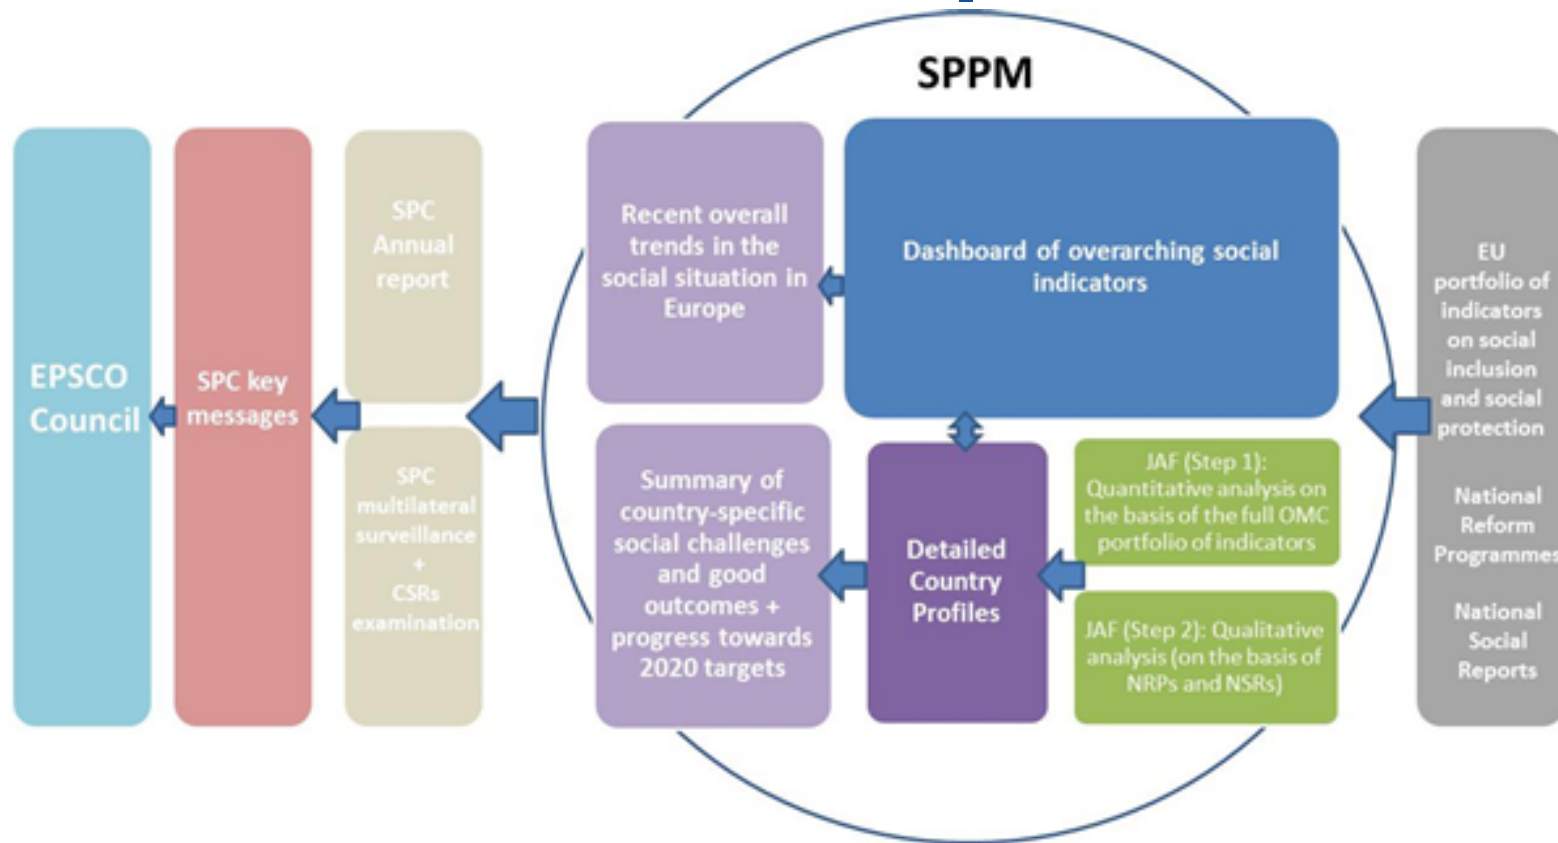 SPPM
EPSCO
Council
SPC key
messages
SPC
Annual
report
SPC
multilateral
surveillance
+
CSRs
examination
Recent overall
trends in the
social situation in
Europe
Dashboard of overarching social
indicators
Summary of
country-specific
social challenges
and good
outcomes +
progress towards
2020 targets
Detailed
Country
Profiles
JAF (Step 1):
Quantitative analysis on
the basis of the full OMC
portfolio of indicators
JAF (Step 2): Qualitative
analysis (on the basis of
NRPs and NSRs)
EU
portfolio of
indicators
on social
inclusion
and social
protection
National
Reform
Programmes
National
Social
Reports